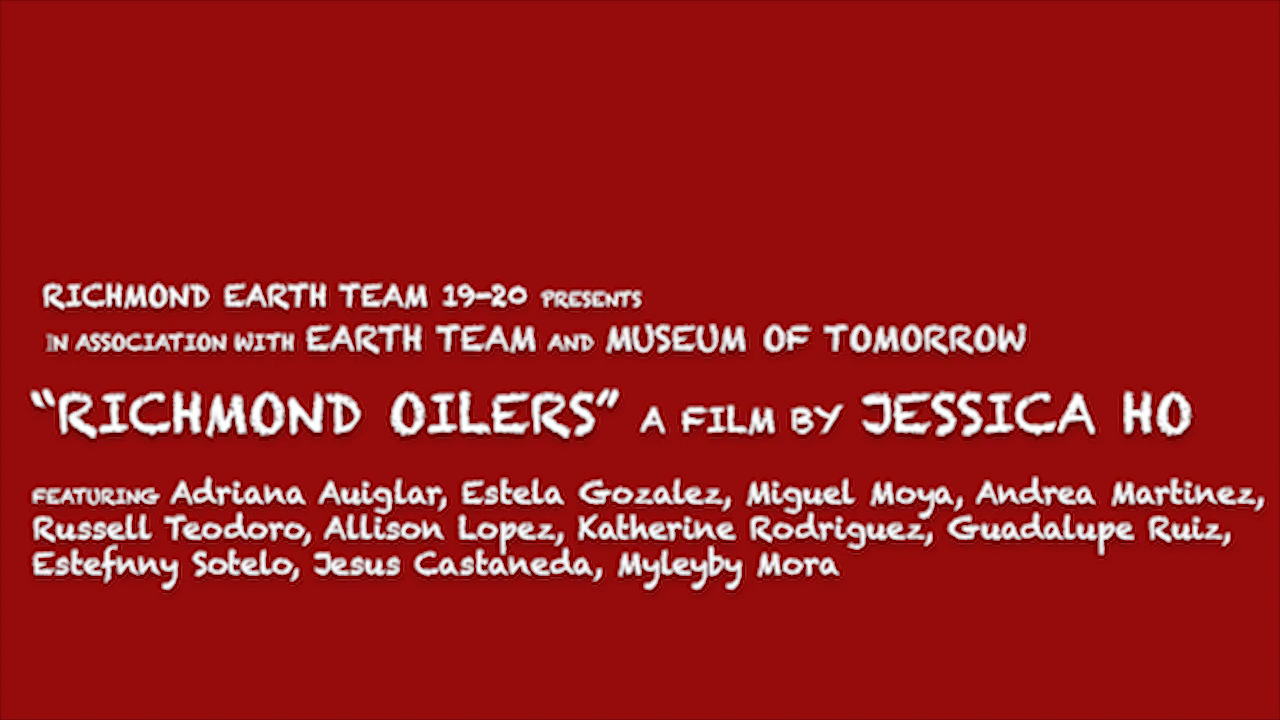 RICHMOND EARTH TEAM 19-20 PRESENTS
IN ASSOCIATION WITH EARTH TEAM AND MUSEUM OF TOMORROW
“RICHMOND OILERS” A FILM BY JESSICA HO
FEATURING Adriana Auiglar, Estela Gozalez, Miguel Moya, Andrea Martinez,
Russell Teodoro, Allison Lopez, Katherine Rodriguez, Guadalupe Ruiz,
Estefnny Sotelo, Jesus Castaneda, Myleyby Mora